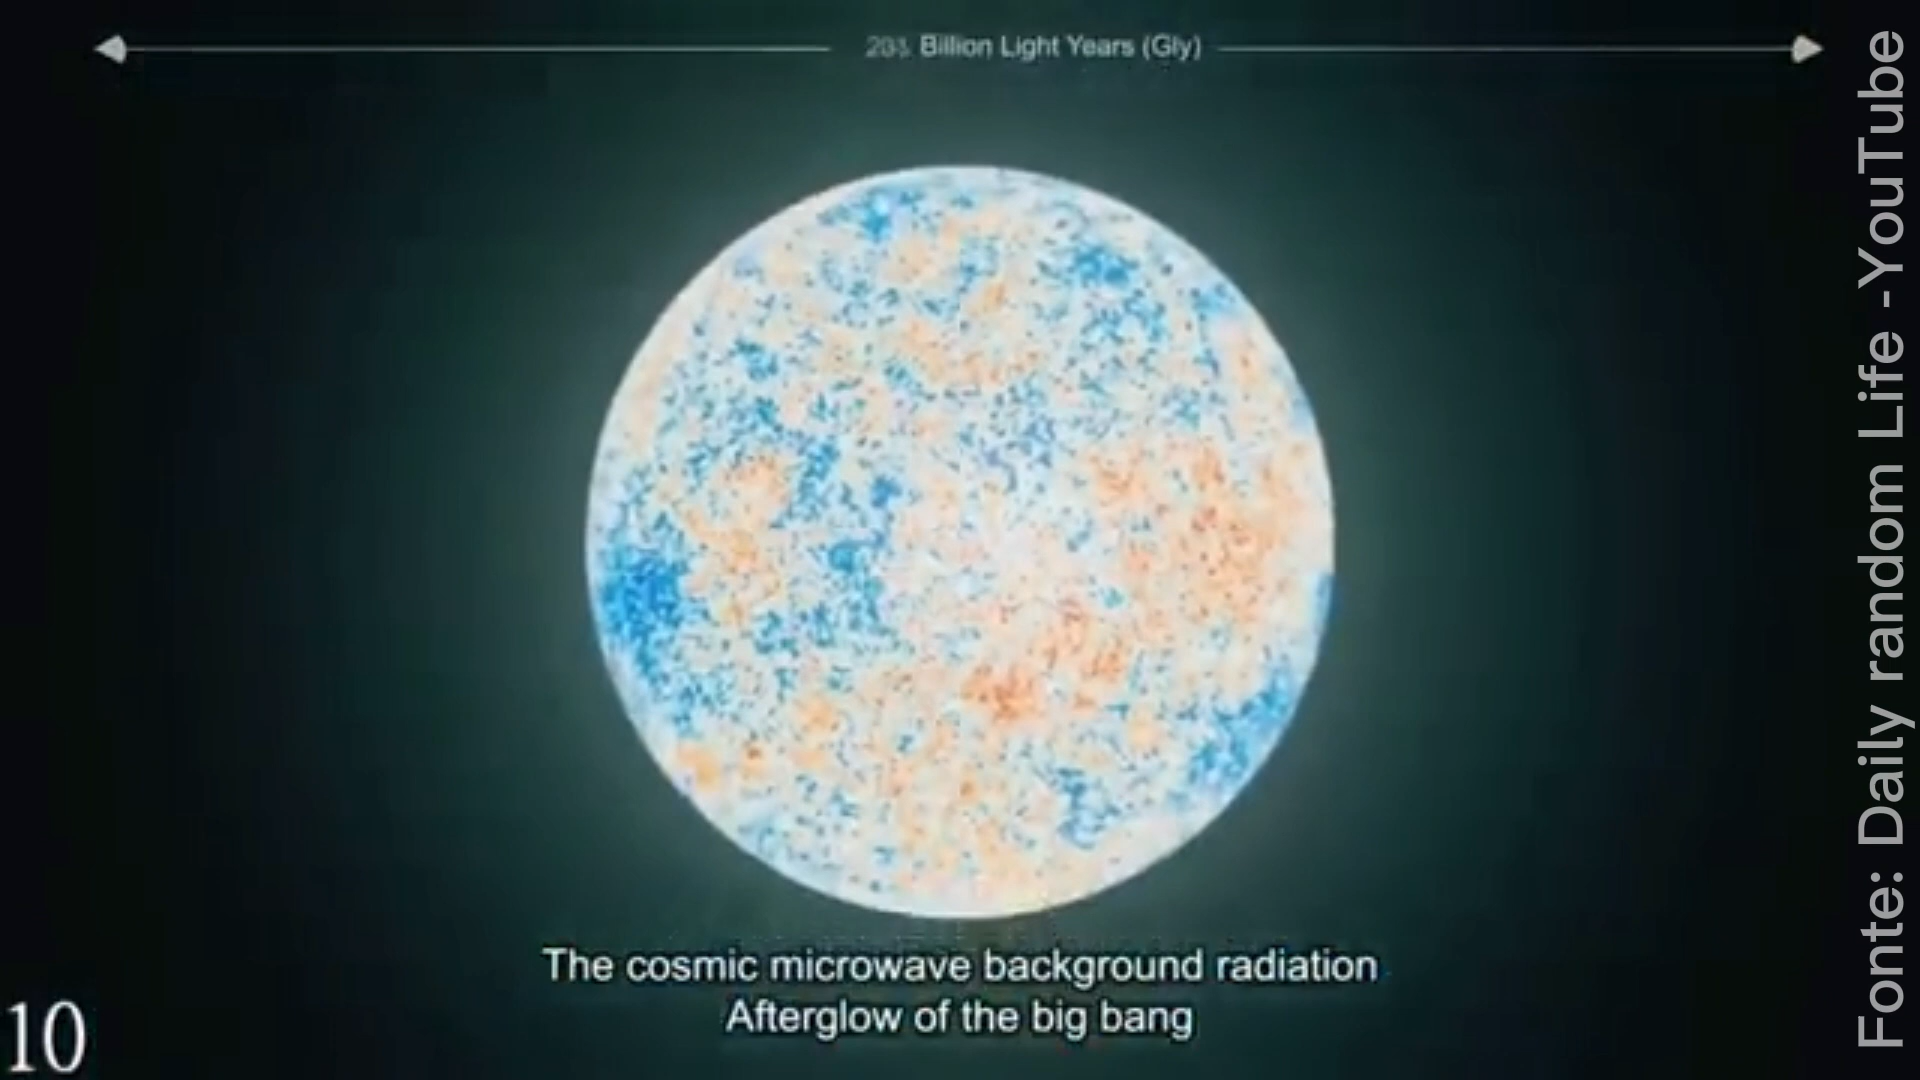 Billion Light Years (Gly)
The cosmic microwave background radiation
Afterglow of the big bang
10
Fonte: Daily random Life -YouTube